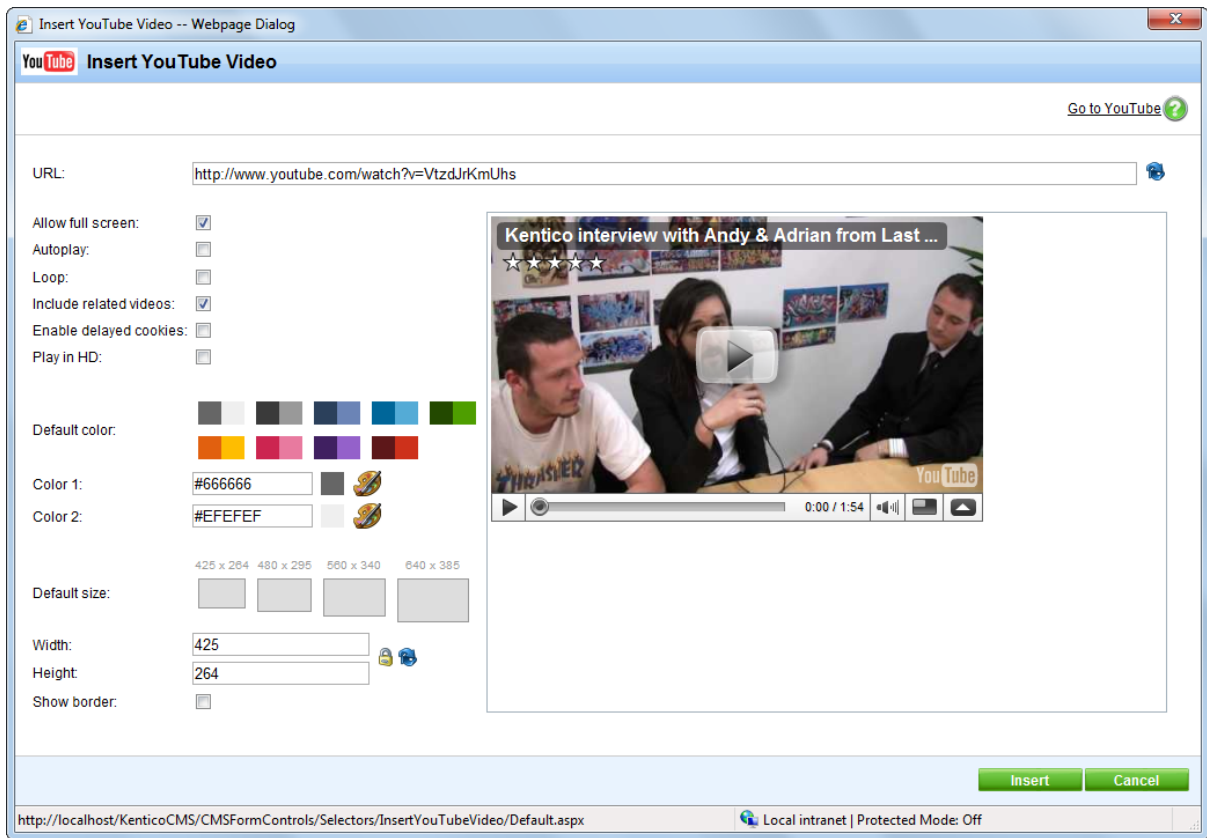 Insert YouTube Video -- Webpage Dialog
You Tube Insert YouTube Video
Go to YouTube
URL: http://www.youtube.com/watch?v=VtzdJrKmUhs
Allow full screen:
Autoplay:
Loop:
Include related videos:
Enable delayed cookies:
Play in HD:
Kentico interview with Andy & Adrian from Last ...
THRASHER
You Tube
0:00 / 1:54
Default color:
Color 1: #666666
Color 2: #EFEFEF
425 x 264 480 x 295 560 x 340 640 x 385
Default size:
Width: 425
Height: 264
Show border:
Insert Cancel
http://localhost/KenticoCMS/CMSFormControls/Selectors/InsertYouTubeVideo/Default.aspx Local intranet | Protected Mode: Off